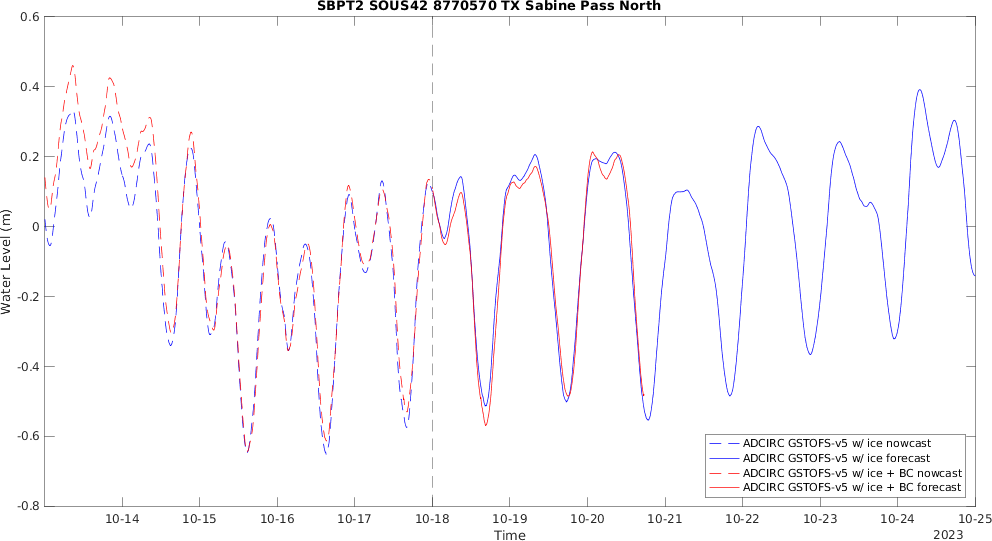 SBPT2 SOUS42 8770570 TX Sabine Pass North
0.6
0.4
0.2
0
-0.2
-0.4
-0.6
-0.8
Water Level (m)
10-14 10-15 10-16 10-17 10-18 10-19 10-20 10-21 10-22 10-23 10-24 10-25
Time
2023
ADCIRC GSTOFS-v5 w/ ice nowcast
ADCIRC GSTOFS-v5 w/ ice forecast
ADCIRC GSTOFS-v5 w/ ice + BC nowcast
ADCIRC GSTOFS-v5 w/ ice + BC forecast